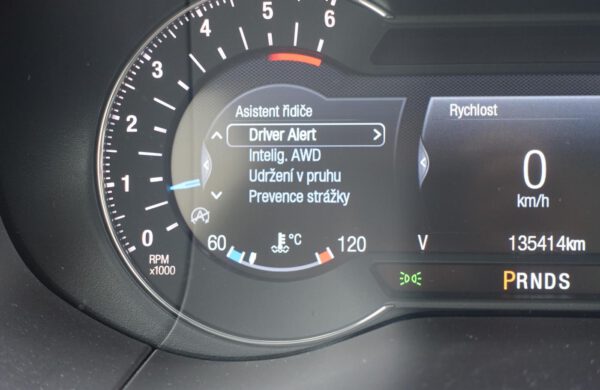 6
5
4
3
2
1
0
RPM
x1000
Asistent řidiče
Driver Alert
Intelig. AWD
Udržení v pruhu
Prevence strážky
60 °C 120
Rychlost
0
km/h
V 135414km
PRNDS